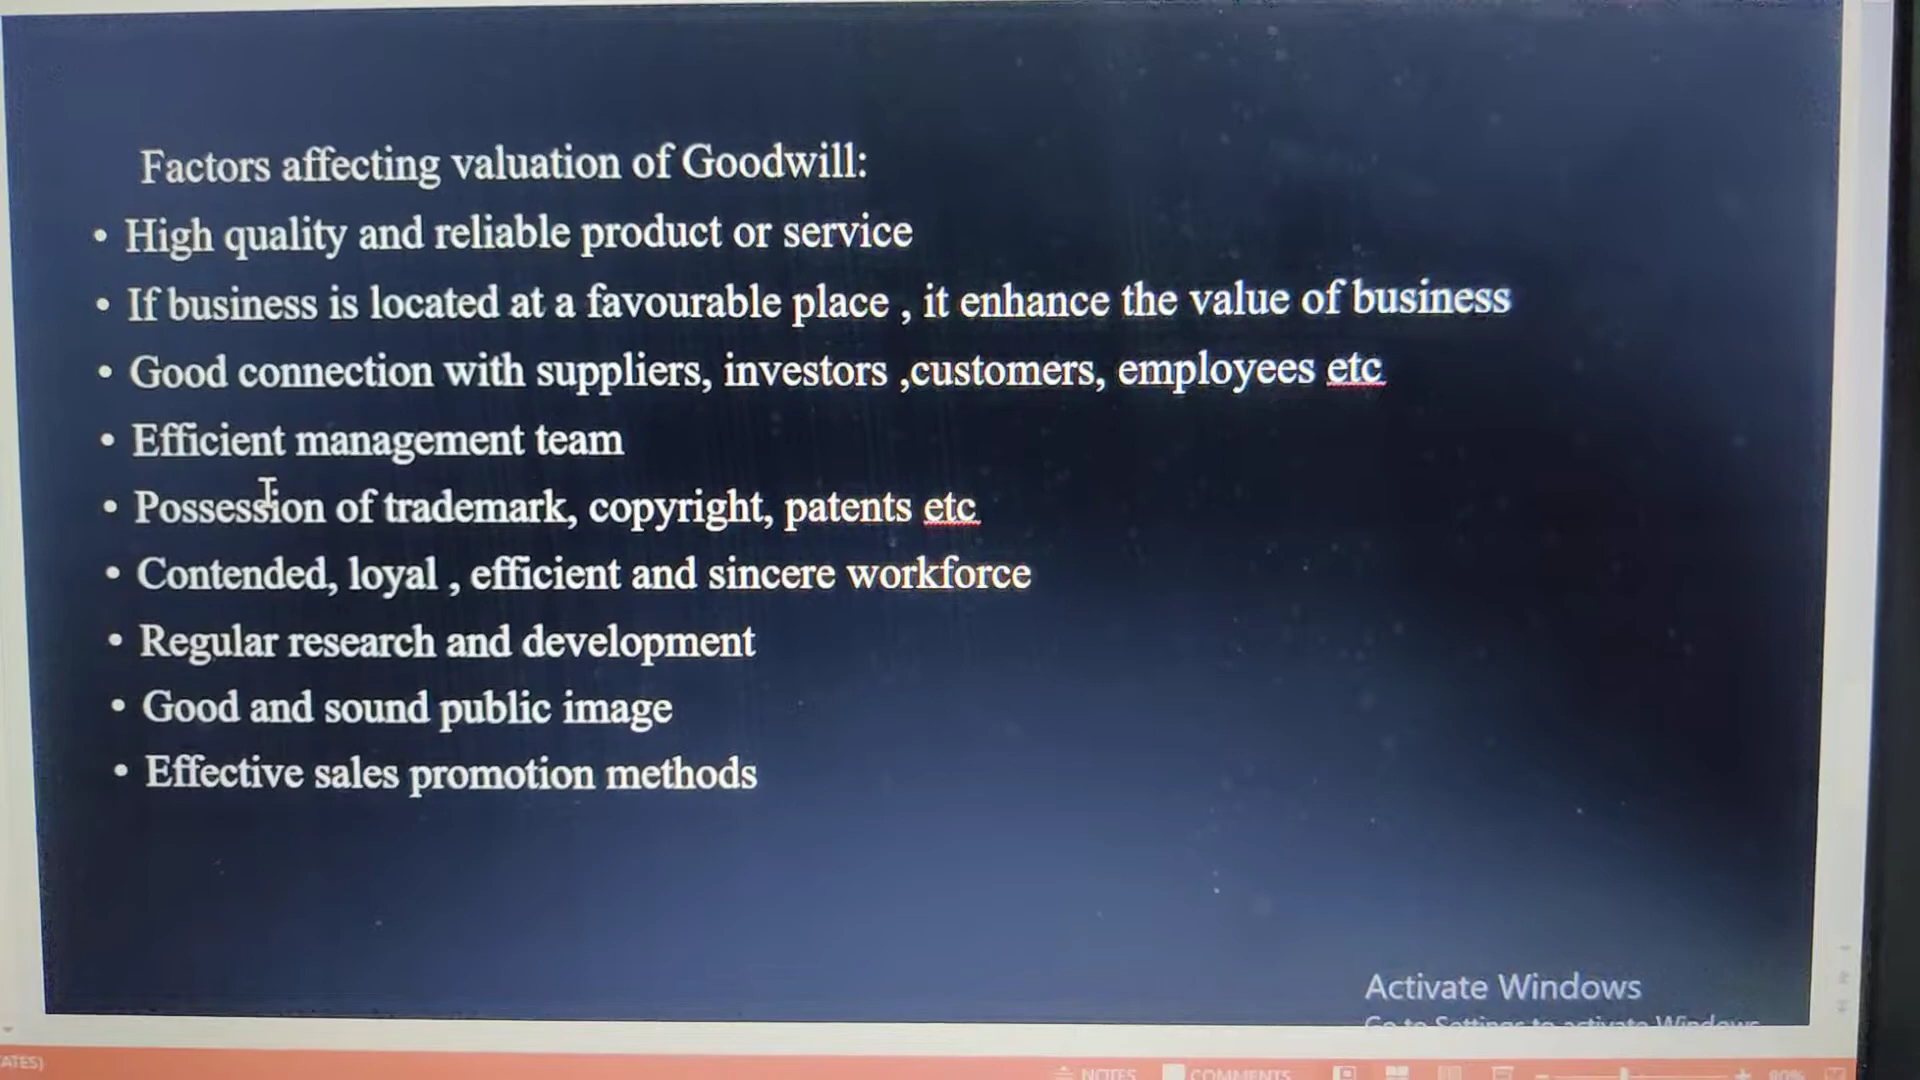 Factors affecting valuation of Goodwill:
• High quality and reliable product or service
• If business is located at a favourable place , it enhance the value of business
• Good connection with suppliers, investors ,customers, employees etc
• Efficient management team
• Possession of trademark, copyright, patents etc
• Contended, loyal , efficient and sincere workforce
• Regular research and development
• Good and sound public image
• Effective sales promotion methods
Activate Windows
Go to Settings to activate Windows
ATES)
NOTES
COMMENTS
80%